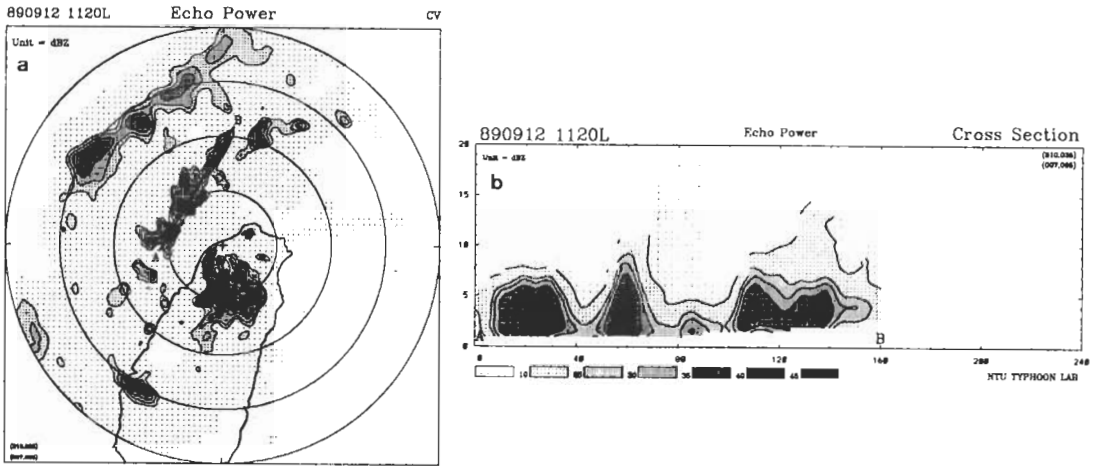 890912 1120L Echo Power CV
Unit = dBZ
a
B
A
890912 1120L Echo Power Cross Section
20
Unit = dBZ
b
15
10
5
0
A
B
0 40 80 120 160 200 240
10 30 35 40 45
NTU TYPHOON LAB